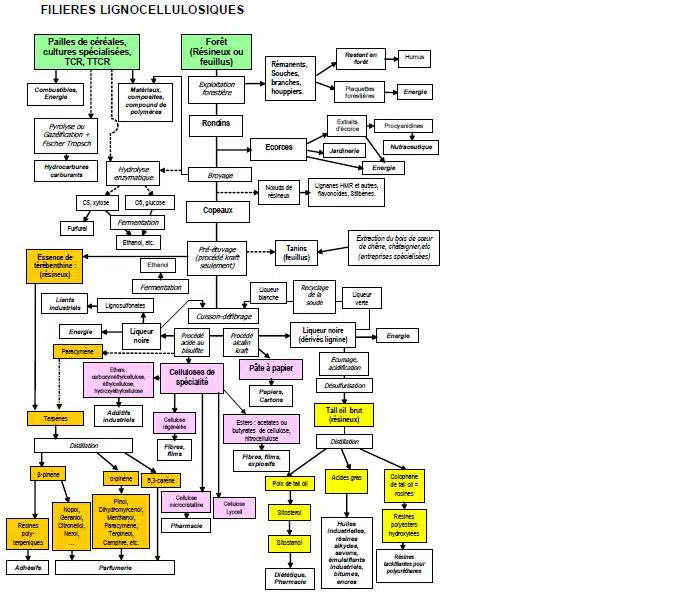 FILIERES LIGNOCELLULOSIQUES
Pailles de céréales,
cultures spécialisées,
TCR, TTCR
Forêt
(Résineux ou
feuillus)
Combustibles,
Energie
Matériaux,
composites,
compound de
polymères
Exploitation
forestière
Rémanents,
Souches,
branches,
houppiers.
Restent en
forêt
Humus
Plaquettes
forestières
Energie
Pyrolyse ou
Gazéification +
Fischer Tropsch
Rondins
Extraits
d'écorce
Procyanidines
Ecorces
Jardinerie
Nutraceutique
Energie
Hydrocarbures
carburants
Hydrolyse
enzymatique
Broyage
Nœuds de
résineux
Lignanes HMR et autres,
flavonoïdes, Stilbènes.
C5, xylose
C6, glucose
Copeaux
Furfural
Fermentation
Ethanol, etc.
Essence de
térébenthine :
(résineux)
Pré-étuvage
(procédé kraft
seulement)
Tanins
(feuillus)
Extraction du bois de cœur
de chêne, châtaignier,etc
(entreprises spécialisées)
Ethanol
Fermentation
Liqueur
blanche
Recyclage
de la
soude
Liqueur
verte
Liants
industriels
Lignosulfonates
Cuisson-défibrage
Energie
Liqueur
noire
Procédé
acide au
bisulfite
Procédé
alcalin
kraft
Liqueur noire
(dérivés lignine)
Energie
Paracymène
Ethers :
carboxyméthylcellulose,
éthylcellulose,
hydroxyléthylcellulose
Celluloses de
spécialité
Pâte à papier
Ecumage,
acidification
Désulfurisation
Papiers,
Cartons
Additifs
industriels
Tall oil brut
(résineux)
Terpènes
Cellulose
régénérée
Esters : acetates ou
butyrates de cellulose,
nitrocellulose
Distillation
Distillation
Fibres,
films
Fibres, films,
explosifs
β-pinène
α-pinène
δ,3-carène
Poix de tall oil
Acides gras
Colophane
de tall oil =
rosines
Résines
poly-
terpéniques
Nopol,
Geraniol,
Citronellol,
Nerol,
...
Pinol,
Dihydromyrcenol,
Menthanol,
Paracymene,
Terpineol,
Camphre, etc.
Cellulose
microcristalline
Cellulose
Lyocell
Pharmacie
Sitosterol
Sitostanol
Huiles
industrielles,
résines
alkydes,
savons,
émulsifiants
industriels,
bitumes,
encres
Résines
polyesters
hydroxylées
Résines
tackifiantes pour
polyuréthanes
Adhésifs
Parfumerie
Diététique,
Pharmacie